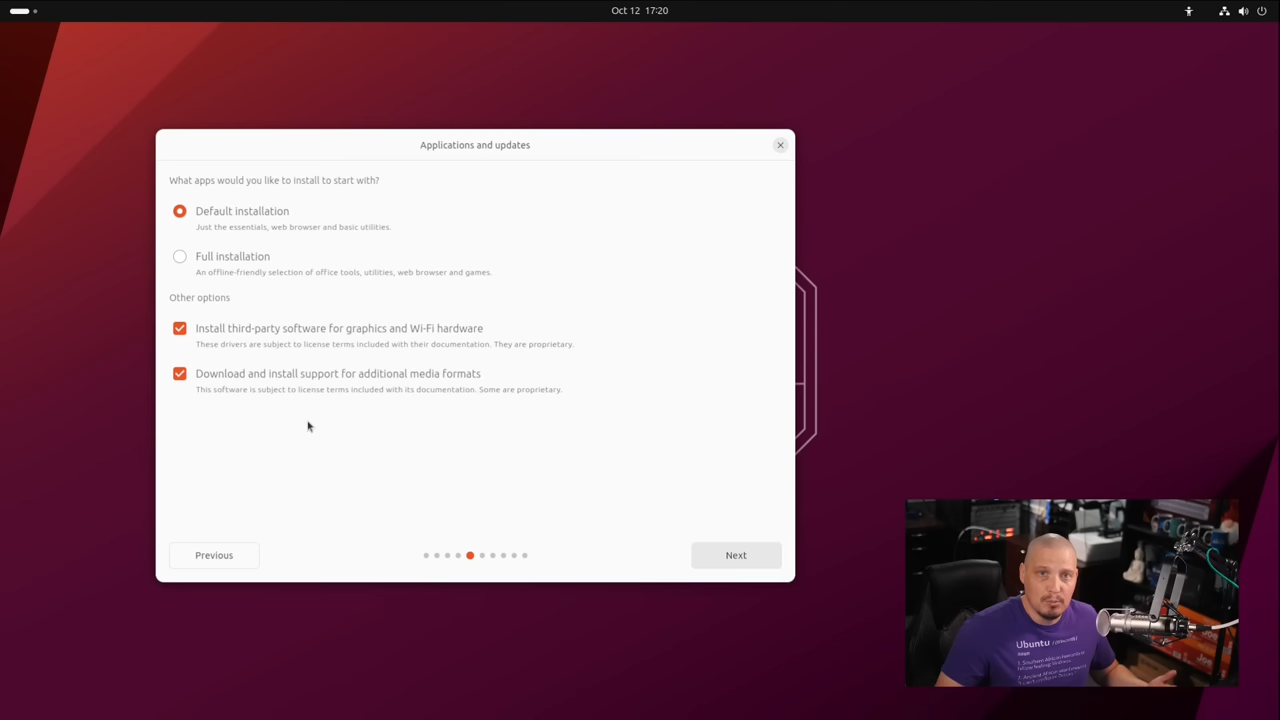 Oct 12 17:20
Applications and updates
What apps would you like to install to start with?
Default installation
Just the essentials, web browser and basic utilities.
Full installation
An offline-friendly selection of office tools, utilities, web browser and games.
Other options
Install third-party software for graphics and Wi-Fi hardware
These drivers are subject to license terms included with their documentation. They are proprietary.
Download and install support for additional media formats
This software is subject to license terms included with its documentation. Some are proprietary.
Previous
Next
Ubuntu